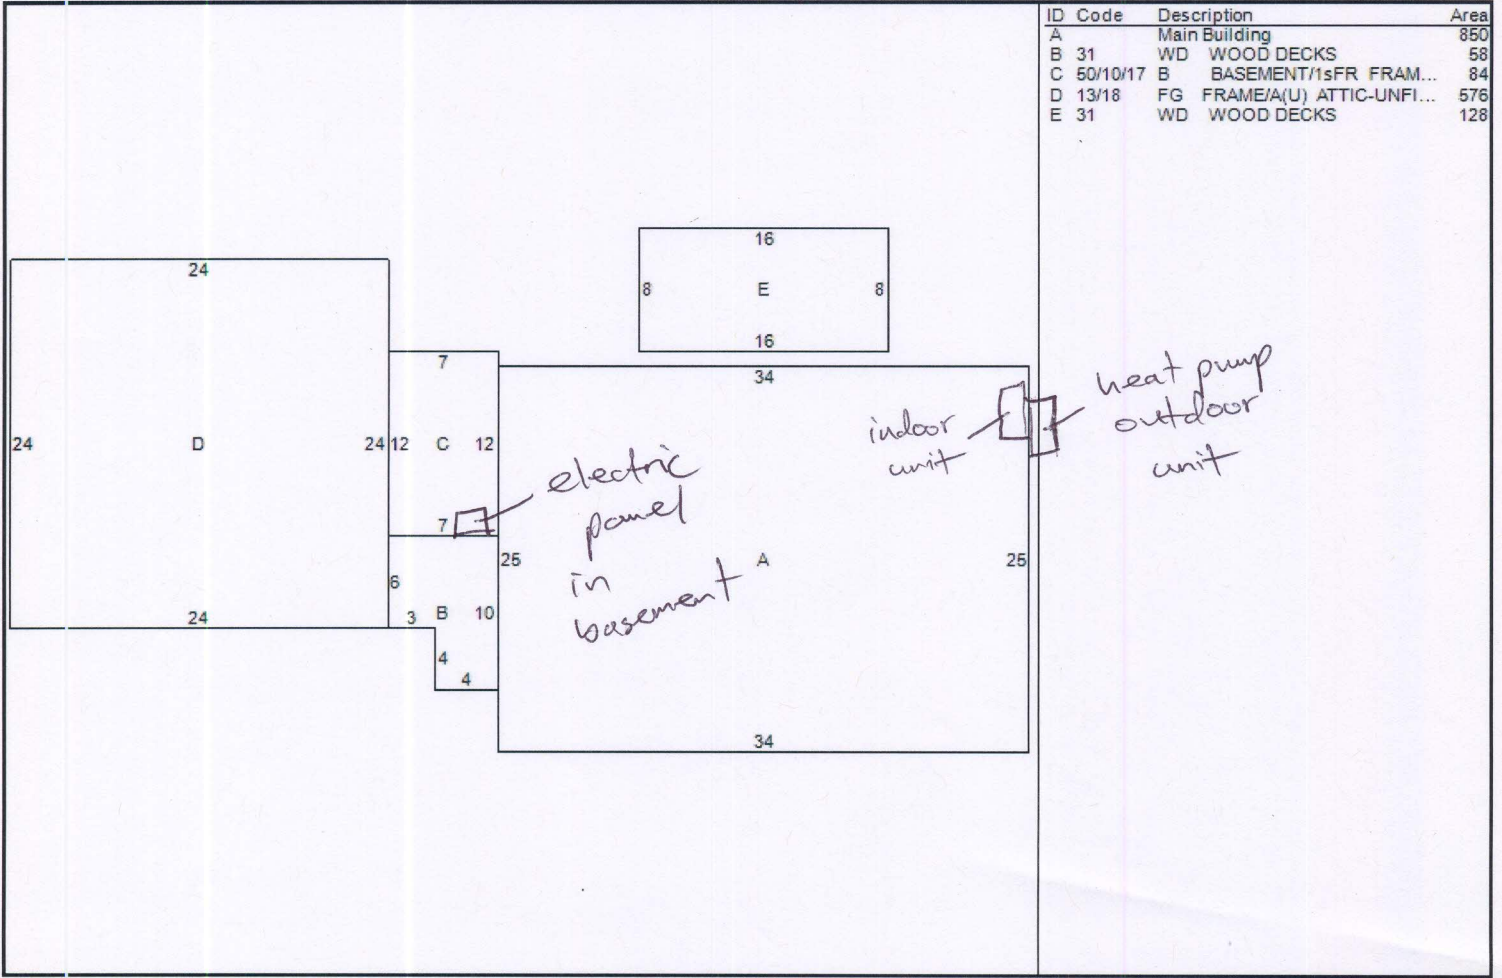 ID Code Description Area
A Main Building 850
B 31 WD WOOD DECKS 58
C 50/10/17 B BASEMENT/1sFR FRAM... 84
D 13/18 FG FRAME/A(U) ATTIC-UNFI... 576
E 31 WD WOOD DECKS 128
16
24
8 E 8
16
7
34
heat pump
outdoor
unit
indoor
unit
24 D 24 12 C 12
electric
panel
in
basement
7
25 A 25
6
24 3 B 10
4
4
34